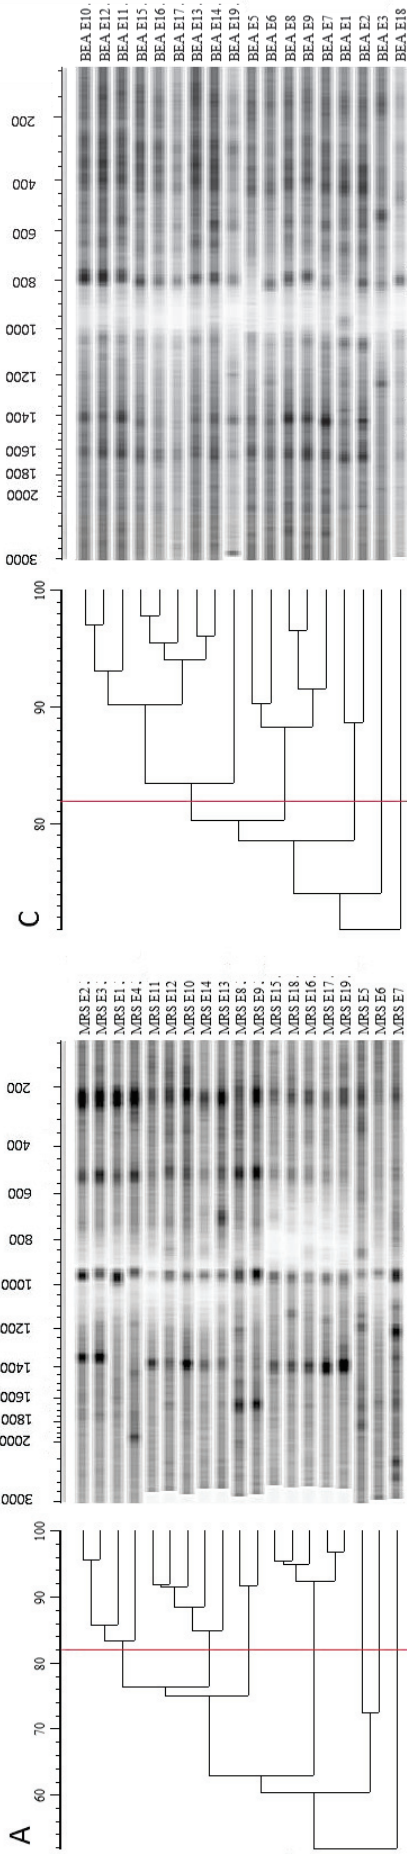 A
60 70 80 90 100
3000 2000 1800 1600 1400 1200 1000 800 600 400 200
MRS E2 .
MRS E3 .
MRS E1 .
MRS E4 .
MRS E11
MRS E12
MRS E10
MRS E14
MRS E13
MRS E8 .
MRS E9 .
MRS E15 .
MRS E18 .
MRS E16 .
MRS E17 .
MRS E19 .
MRS E5
MRS E6
MRS E7
C
80 90 100
3000 2000 1800 1600 1400 1200 1000 800 600 400 200
BEA E10 .
BEA E12 .
BEA E11 .
BEA E15 .
BEA E16 .
BEA E17 .
BEA E13 .
BEA E14 .
BEA E19 .
BEA E5
BEA E6
BEA E8
BEA E9
BEA E7
BEA E1
BEA E2
BEA E3
BEA E18